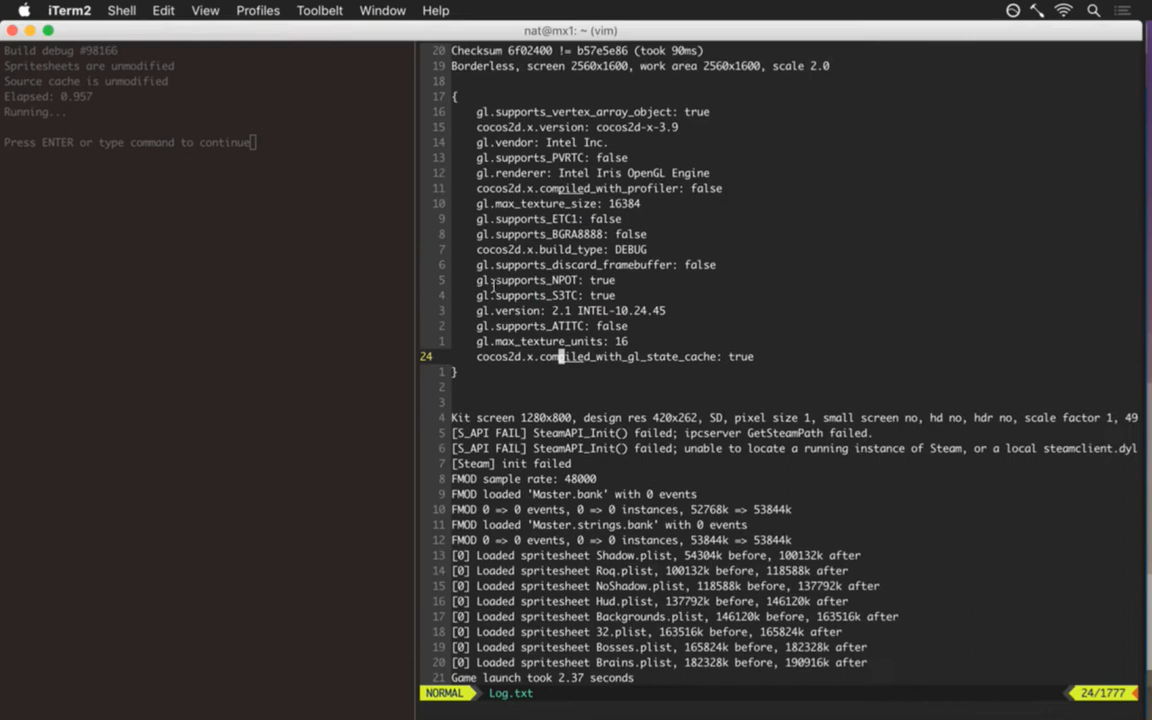 iTerm2 Shell Edit View Profiles Toolbelt Window Help
nat@mx1: ~ (vim)
Build debug #98166
Spritesheets are unmodified
Source cache is unmodified
Elapsed: 0.957
Running...
Press ENTER or type command to continue
20 Checksum 6f02400 != b57e5e86 (took 90ms)
19 Borderless, screen 2560x1600, work area 2560x1600, scale 2.0
18
17 {
16 gl.supports_vertex_array_object: true
15 cocos2d.x.version: cocos2d-x-3.9
14 gl.vendor: Intel Inc.
13 gl.supports_PVRTC: false
12 gl.renderer: Intel Iris OpenGL Engine
11 cocos2d.x.compiled_with_profiler: false
10 gl.max_texture_size: 16384
9 gl.supports_ETC1: false
8 gl.supports_BGRA8888: false
7 cocos2d.x.build_type: DEBUG
6 gl.supports_discard_framebuffer: false
5 gl.supports_NPOT: true
4 gl.supports_S3TC: true
3 gl.version: 2.1 INTEL-10.24.45
2 gl.supports_ATITC: false
1 gl.max_texture_units: 16
24 cocos2d.x.compiled_with_gl_state_cache: true
1 }
2
3
4 Kit screen 1280x800, design res 420x262, SD, pixel size 1, small screen no, hd no, hdr no, scale factor 1, 49
5 [S_API FAIL] SteamAPI_Init() failed; ipcserver GetSteamPath failed.
6 [S_API FAIL] SteamAPI_Init() failed; unable to locate a running instance of Steam, or a local steamclient.dyl
7 [Steam] init failed
8 FMOD sample rate: 48000
9 FMOD loaded 'Master.bank' with 0 events
10 FMOD 0 => 0 events, 0 => 0 instances, 52768k => 53844k
11 FMOD loaded 'Master.strings.bank' with 0 events
12 FMOD 0 => 0 events, 0 => 0 instances, 53844k => 53844k
13 [0] Loaded spritesheet Shadow.plist, 54304k before, 100132k after
14 [0] Loaded spritesheet Roq.plist, 100132k before, 118588k after
15 [0] Loaded spritesheet NoShadow.plist, 118588k before, 137792k after
16 [0] Loaded spritesheet Hud.plist, 137792k before, 146120k after
17 [0] Loaded spritesheet Backgrounds.plist, 146120k before, 163516k after
18 [0] Loaded spritesheet 32.plist, 163516k before, 165824k after
19 [0] Loaded spritesheet Bosses.plist, 165824k before, 182328k after
20 [0] Loaded spritesheet Brains.plist, 182328k before, 190916k after
21 Game launch took 2.37 seconds
NORMAL Log.txt 24/1777